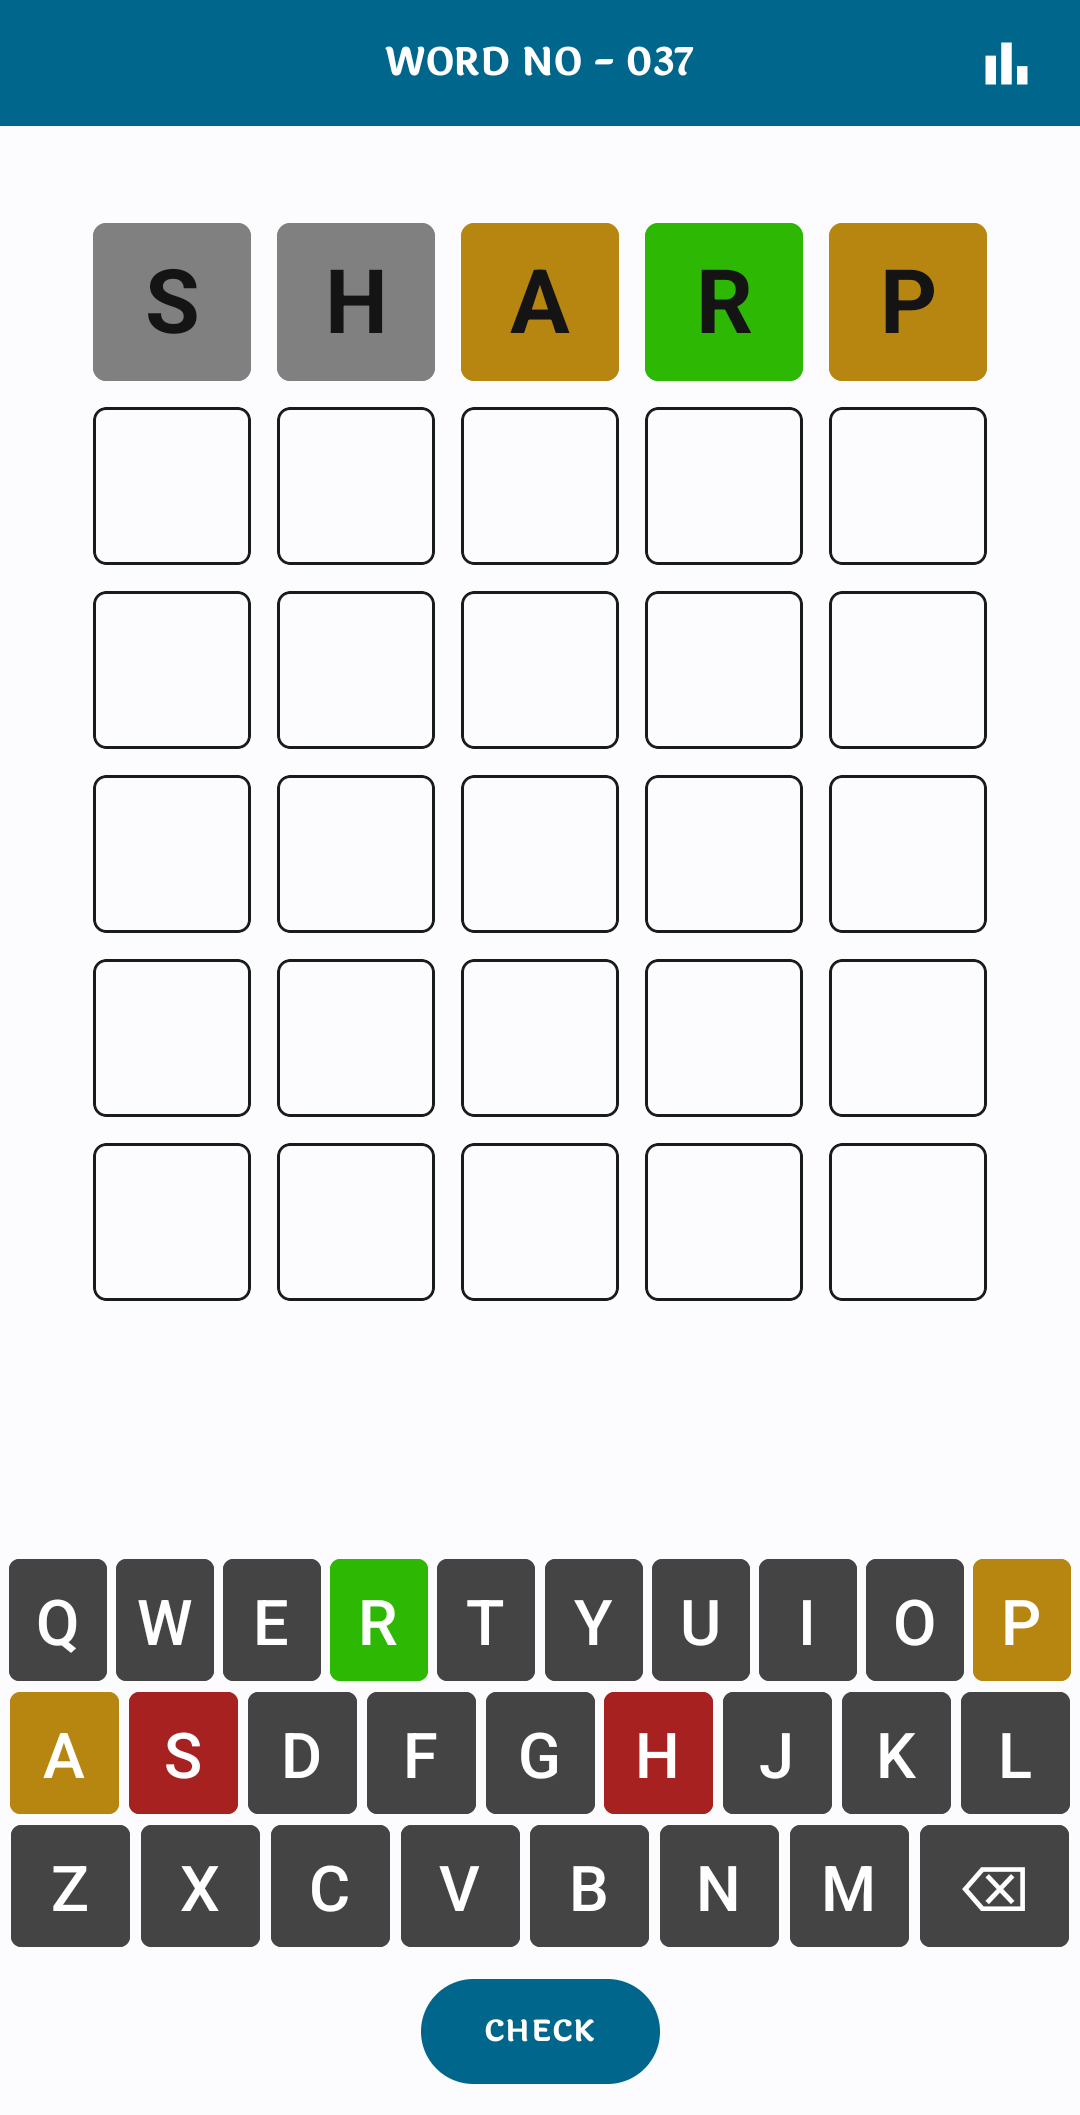 WORD NO - 037
S H A R P
Q W E R T Y U I O P
A S D F G H J K L
Z X C V B N M
CHECK